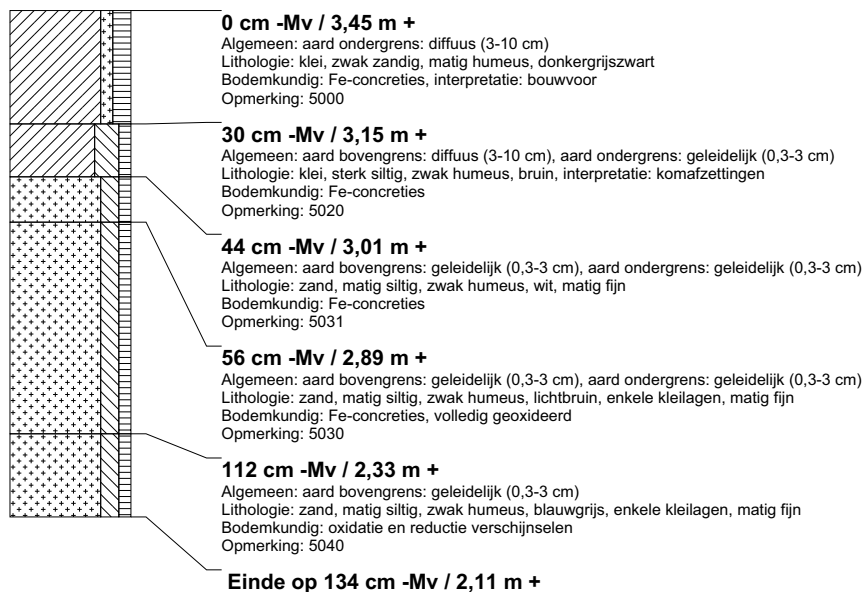 0 cm -Mv / 3,45 m +
Algemeen: aard ondergrens: diffuus (3-10 cm)
Lithologie: klei, zwak zandig, matig humeus, donkergrijszwart
Bodemkundig: Fe-concreties, interpretatie: bouwvoor
Opmerking: 5000
30 cm -Mv / 3,15 m +
Algemeen: aard bovengrens: diffuus (3-10 cm), aard ondergrens: geleidelijk (0,3-3 cm)
Lithologie: klei, sterk siltig, zwak humeus, bruin, interpretatie: komafzettingen
Bodemkundig: Fe-concreties
Opmerking: 5020
44 cm -Mv / 3,01 m +
Algemeen: aard bovengrens: geleidelijk (0,3-3 cm), aard ondergrens: geleidelijk (0,3-3 cm)
Lithologie: zand, matig siltig, zwak humeus, wit, matig fijn
Bodemkundig: Fe-concreties
Opmerking: 5031
56 cm -Mv / 2,89 m +
Algemeen: aard bovengrens: geleidelijk (0,3-3 cm), aard ondergrens: geleidelijk (0,3-3 cm)
Lithologie: zand, matig siltig, zwak humeus, lichtbruin, enkele kleilagen, matig fijn
Bodemkundig: Fe-concreties, volledig geoxideerd
Opmerking: 5030
112 cm -Mv / 2,33 m +
Algemeen: aard bovengrens: geleidelijk (0,3-3 cm)
Lithologie: zand, matig siltig, zwak humeus, blauwgrijs, enkele kleilagen, matig fijn
Bodemkundig: oxidatie en reductie verschijnselen
Opmerking: 5040
Einde op 134 cm -Mv / 2,11 m +